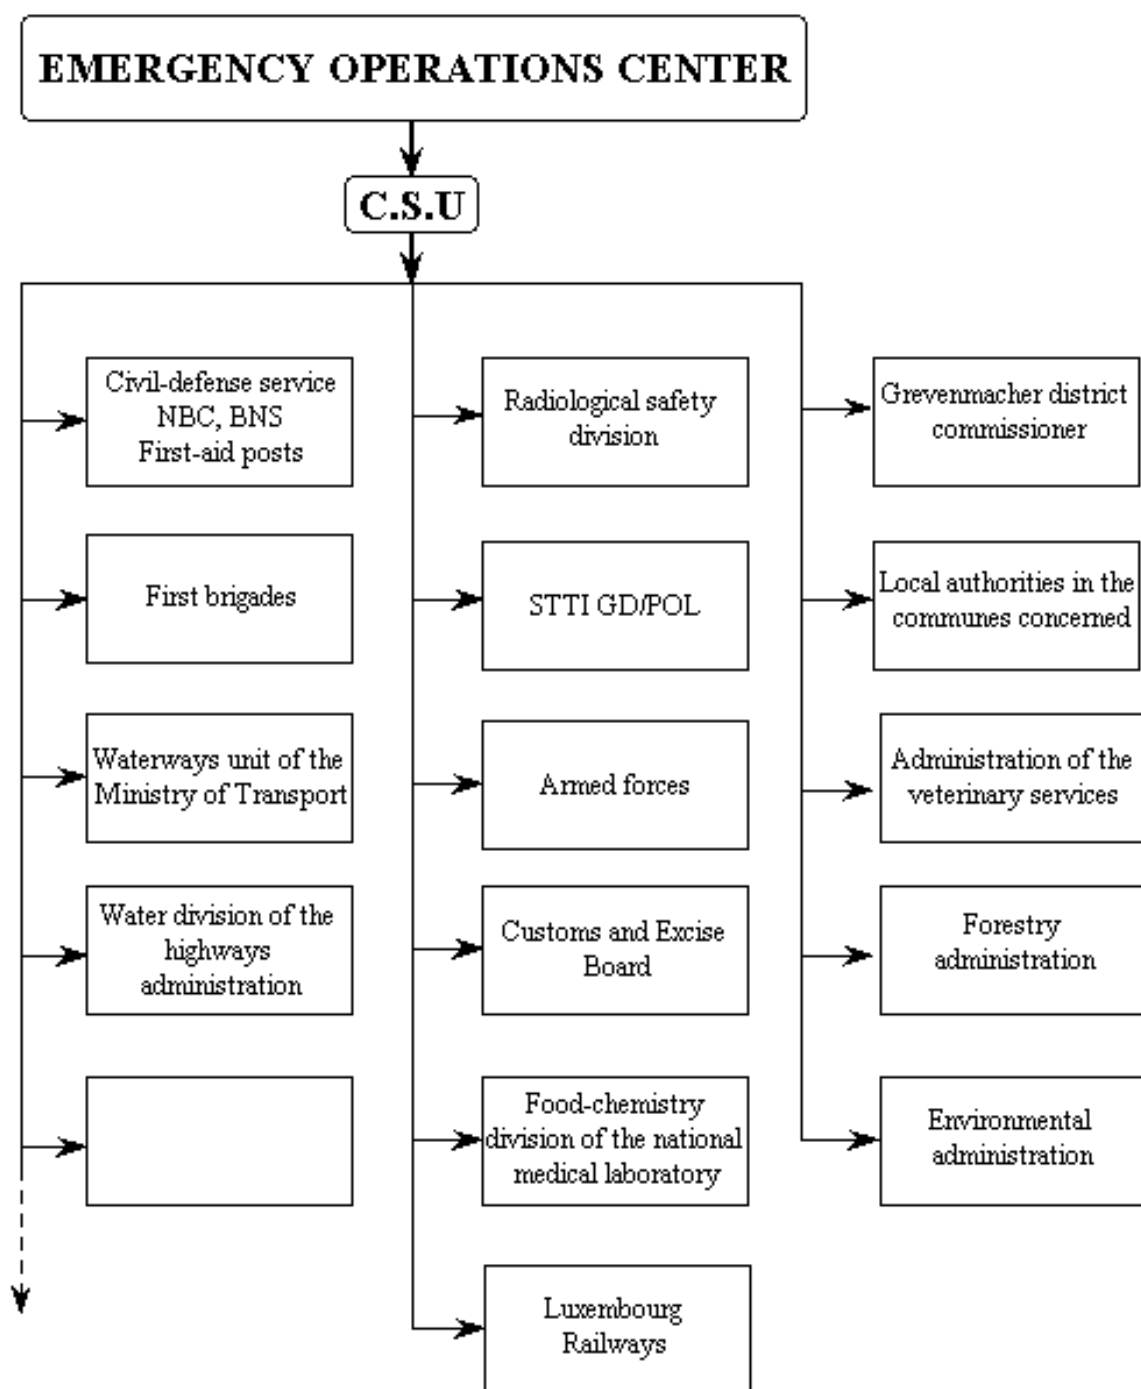 EMERGENCY OPERATIONS CENTER
C.S.U
Civil-defense service
NBC, BNS
First-aid posts
First brigades
Waterways unit of the
Ministry of Transport
Water division of the
highways
administration
Radiological safety
division
STTI GD/POL
Armed forces
Customs and Excise
Board
Food-chemistry
division of the national
medical laboratory
Luxembourg
Railways
Grevenmacher district
commissioner
Local authorities in the
communes concerned
Administration of the
veterinary services
Forestry
administration
Environmental
administration